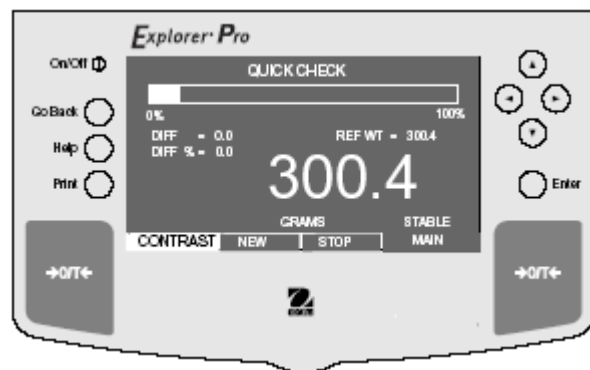 Explorer® Pro
On/Off
Go Back
Help
Print
QUICK CHECK
0% 100%
DIFF = 0.0 REF WT = 300.4
DIFF % = 0.0
300.4
GRAMS STABLE
CONTRAST NEW STOP MAIN
Enter
→0/T←
→0/T←